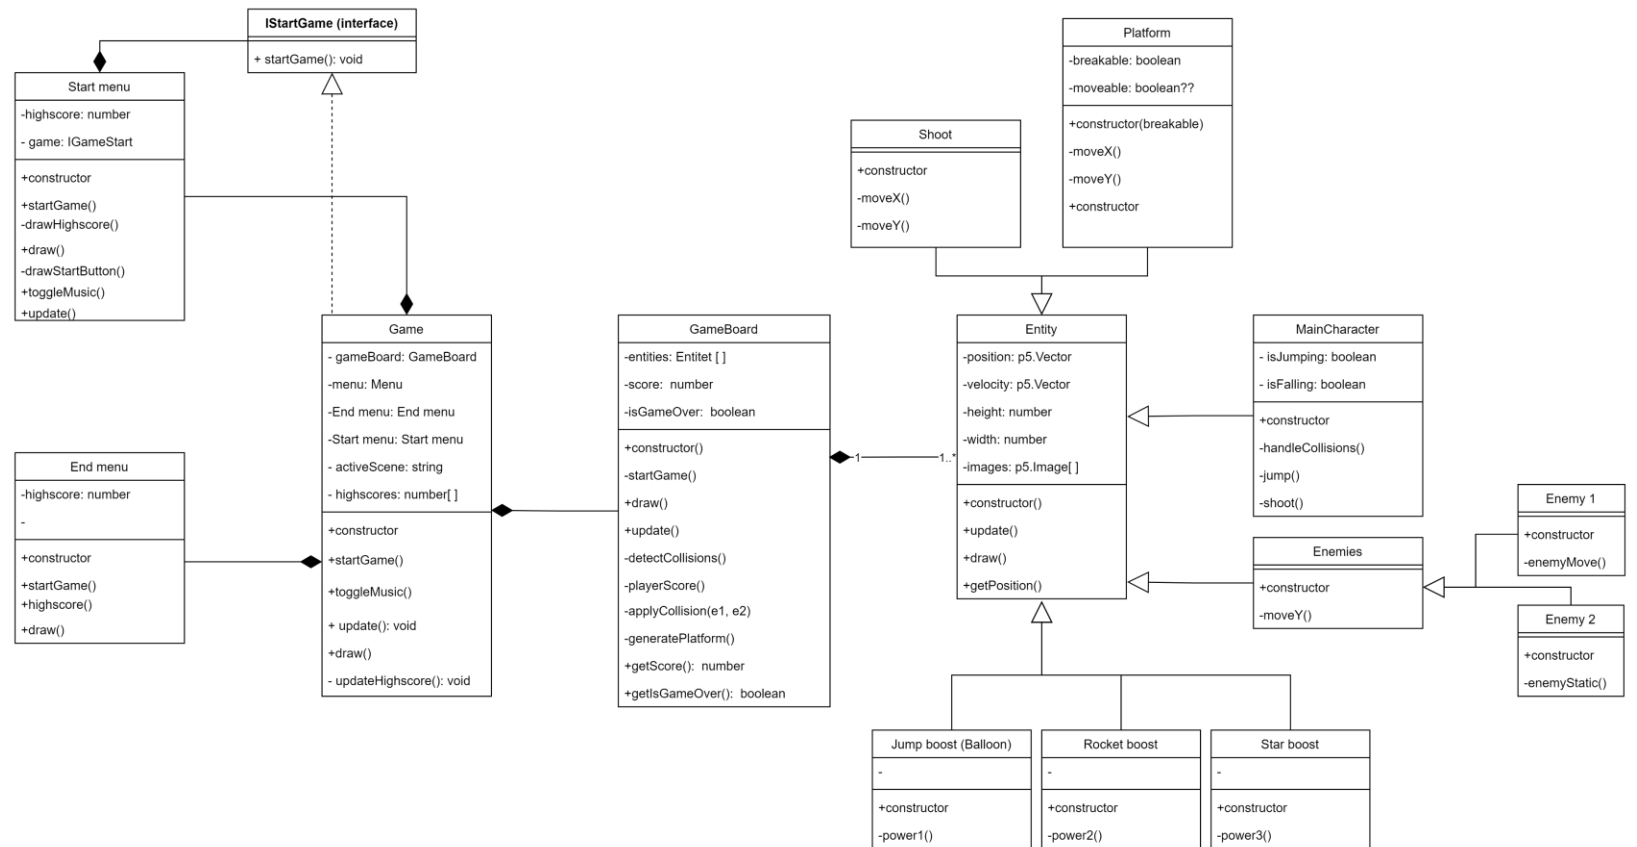 IStartGame (interface)
+ startGame(): void
Start menu
-highscore: number
- game: IGameStart
+constructor
+startGame()
-drawHighscore()
+draw()
-drawStartButton()
+toggleMusic()
+update()
End menu
-highscore: number
-
+constructor
+startGame()
+highscore()
+draw()
Game
- gameBoard: GameBoard
-menu: Menu
-End menu: End menu
-Start menu: Start menu
- activeScene: string
- highscores: number[ ]
+constructor
+startGame()
+toggleMusic()
+ update(): void
+draw()
- updateHighscore(): void
GameBoard
-entities: Entitet [ ]
-score: number
-isGameOver: boolean
+constructor()
-startGame()
+draw()
+update()
-detectCollisions()
-playerScore()
-applyCollision(e1, e2)
-generatePlatform()
+getScore(): number
+getIsGameOver(): boolean
1
1..*
Shoot
+constructor
-moveX()
-moveY()
Platform
-breakable: boolean
-moveable: boolean??
+constructor(breakable)
-moveX()
-moveY()
+constructor
Entity
-position: p5.Vector
-velocity: p5.Vector
-height: number
-width: number
-images: p5.Image[ ]
+constructor()
+update()
+draw()
+getPosition()
MainCharacter
- isJumping: boolean
- isFalling: boolean
+constructor
-handleCollisions()
-jump()
-shoot()
Enemies
+constructor
-moveY()
Enemy 1
+constructor
-enemyMove()
Enemy 2
+constructor
-enemyStatic()
Jump boost (Balloon)
-
+constructor
-power1()
Rocket boost
-
+constructor
-power2()
Star boost
-
+constructor
-power3()